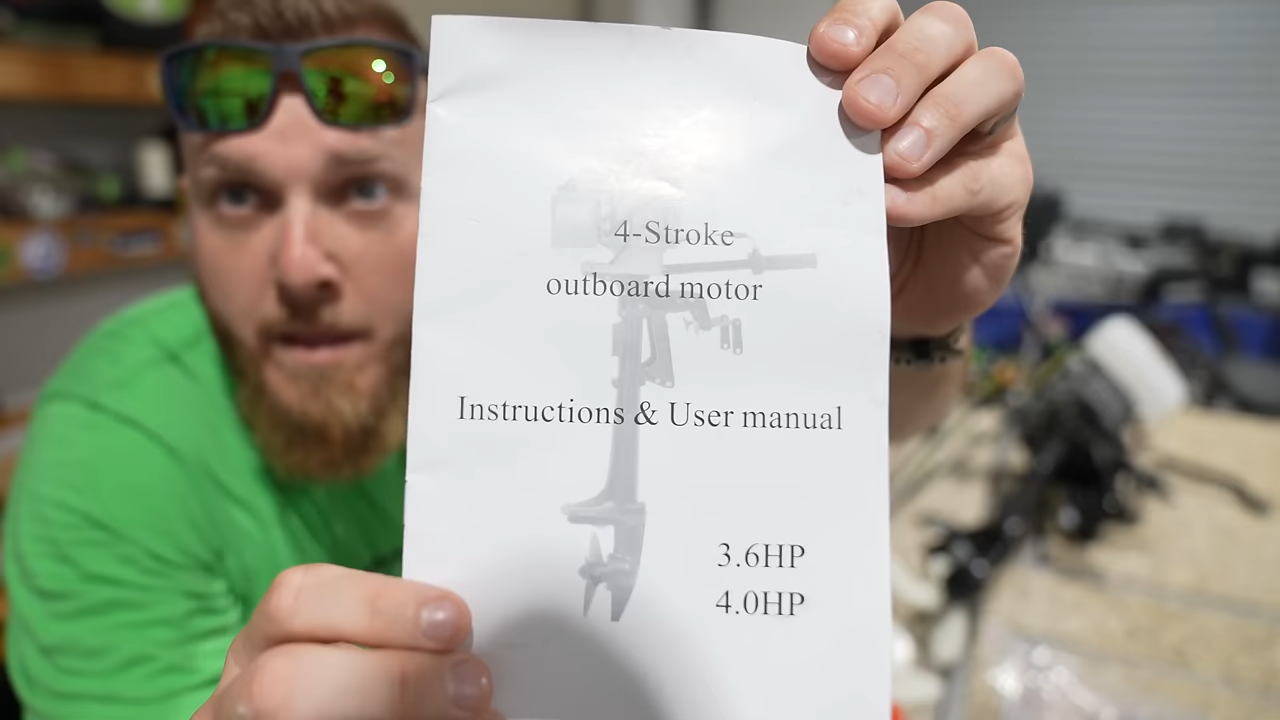 4-Stroke
outboard motor
Instructions & User manual
3.6HP
4.0HP